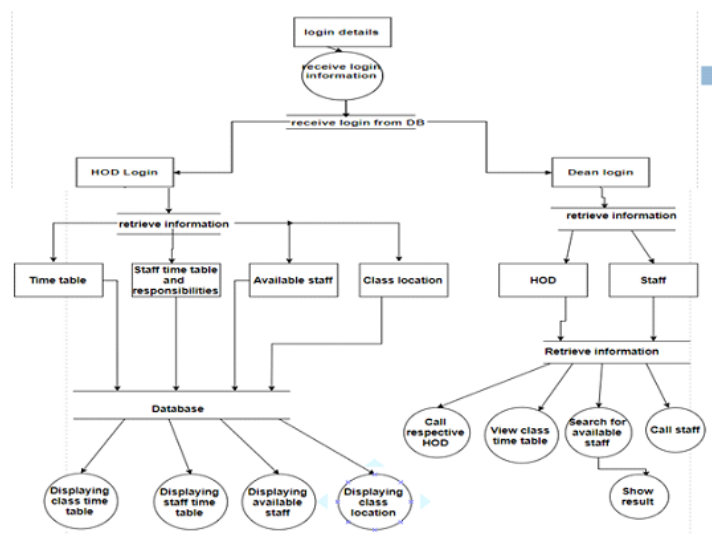 login details
receive login
information
receive login from DB
HOD Login
Dean login
retrieve information
retrieve information
Time table
Staff time table
and
responsibilities
Available staff
Class location
HOD
Staff
Retrieve information
Database
Call
respective
HOD
View class
time table
Search for
available
staff
Call staff
Displaying
class time
table
Displaying
staff time
table
Displaying
available
staff
Displaying
class
location
Show
result